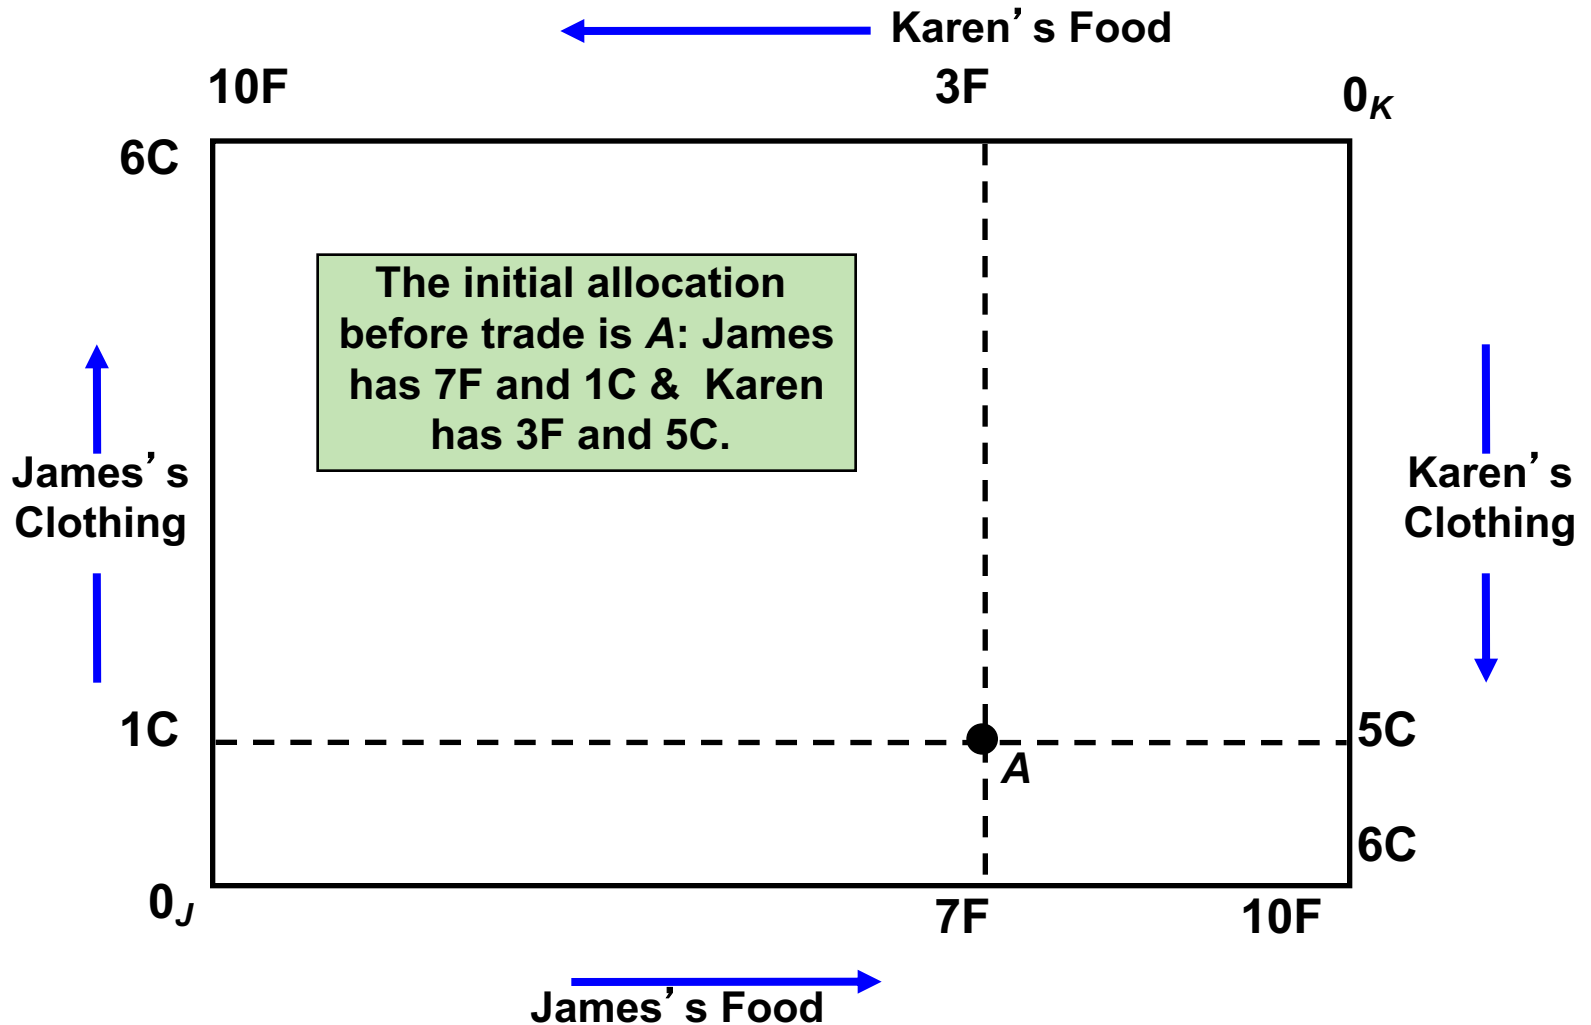 Karen’s Food
10F
3F
0K
6C
The initial allocation
before trade is A: James
has 7F and 1C & Karen
has 3F and 5C.
James’s
Clothing
Karen’s
Clothing
1C
5C
A
6C
0J
7F
10F
James’s Food